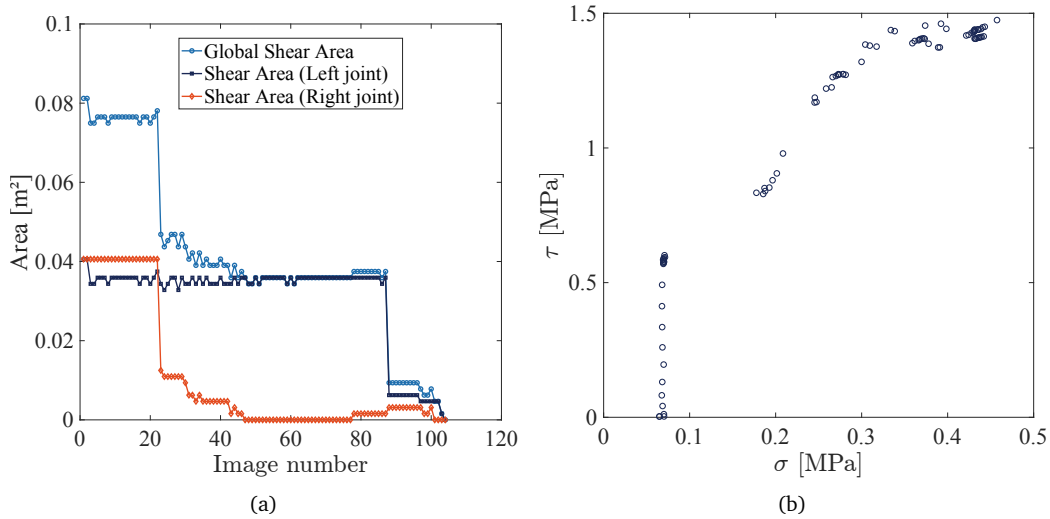 0.1
0.08
0.06
0.04
0.02
0
Area [m²]
Global Shear Area
Shear Area (Left joint)
Shear Area (Right joint)
0 20 40 60 80 100 120
Image number
(a)
1.5
1
0.5
0
τ [MPa]
0 0.1 0.2 0.3 0.4 0.5
σ [MPa]
(b)